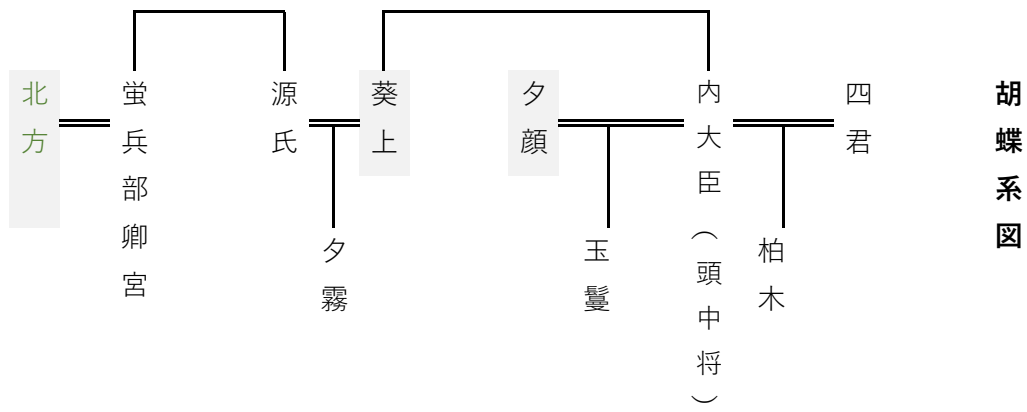 胡蝶系図
四君
内大臣（頭中将）
夕顔
葵上
源氏
蛍兵部卿宮
北方
柏木
玉鬘
夕霧